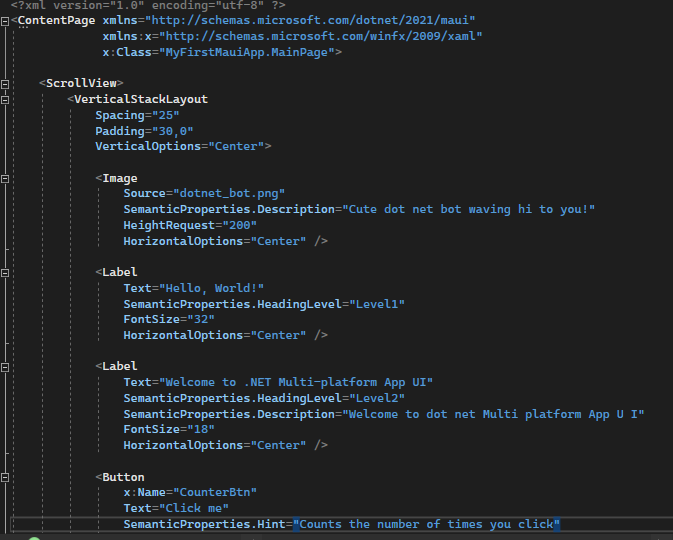 <?xml version="1.0" encoding="utf-8" ?>
<ContentPage xmlns="http://schemas.microsoft.com/dotnet/2021/maui"
xmlns:x="http://schemas.microsoft.com/winfx/2009/xaml"
x:Class="MyFirstMauiApp.MainPage">
<ScrollView>
<VerticalStackLayout
Spacing="25"
Padding="30,0"
VerticalOptions="Center">
<Image
Source="dotnet_bot.png"
SemanticProperties.Description="Cute dot net bot waving hi to you!"
HeightRequest="200"
HorizontalOptions="Center" />
<Label
Text="Hello, World!"
SemanticProperties.HeadingLevel="Level1"
FontSize="32"
HorizontalOptions="Center" />
<Label
Text="Welcome to .NET Multi-platform App UI"
SemanticProperties.HeadingLevel="Level2"
SemanticProperties.Description="Welcome to dot net Multi platform App U I"
FontSize="18"
HorizontalOptions="Center" />
<Button
x:Name="CounterBtn"
Text="Click me"
SemanticProperties.Hint="Counts the number of times you click"